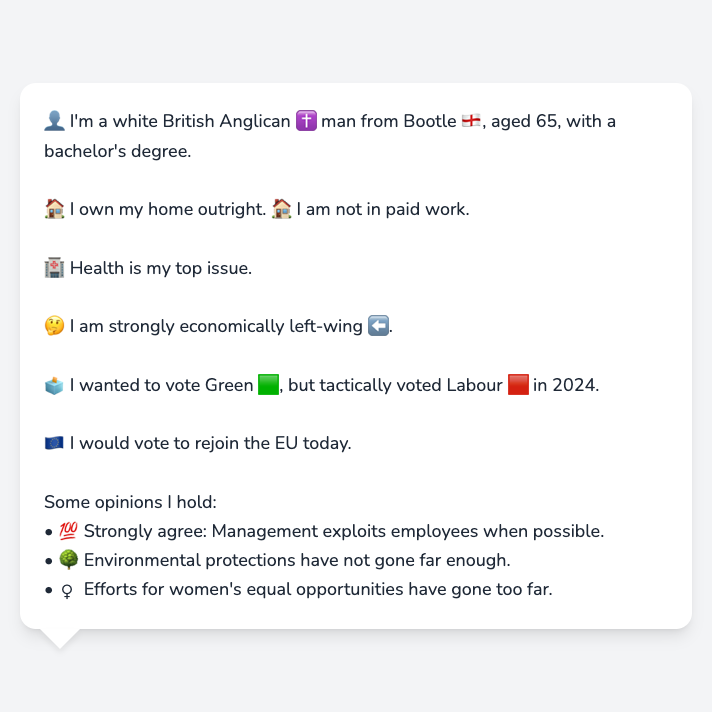 👤 I'm a white British Anglican ✝️ man from Bootle 🏴󠁧󠁢󠁥󠁮󠁧󠁿, aged 65, with a
bachelor's degree.
🏠 I own my home outright. 🏠 I am not in paid work.
🏥 Health is my top issue.
🤔 I am strongly economically left-wing ⬅️.
🗳️ I wanted to vote Green 🟩, but tactically voted Labour 🟥 in 2024.
🇪🇺 I would vote to rejoin the EU today.
Some opinions I hold:
• 💯 Strongly agree: Management exploits employees when possible.
• 🌳 Environmental protections have not gone far enough.
• ♀ Efforts for women's equal opportunities have gone too far.